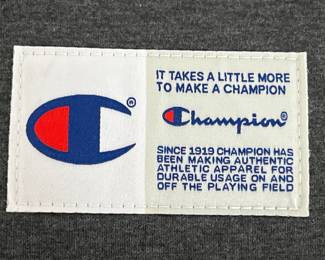 IT TAKES A LITTLE MORE
TO MAKE A CHAMPION
Champion®
SINCE 1919 CHAMPION HAS
BEEN MAKING AUTHENTIC
ATHLETIC APPAREL FOR
DURABLE USAGE ON AND
OFF THE PLAYING FIELD
C®